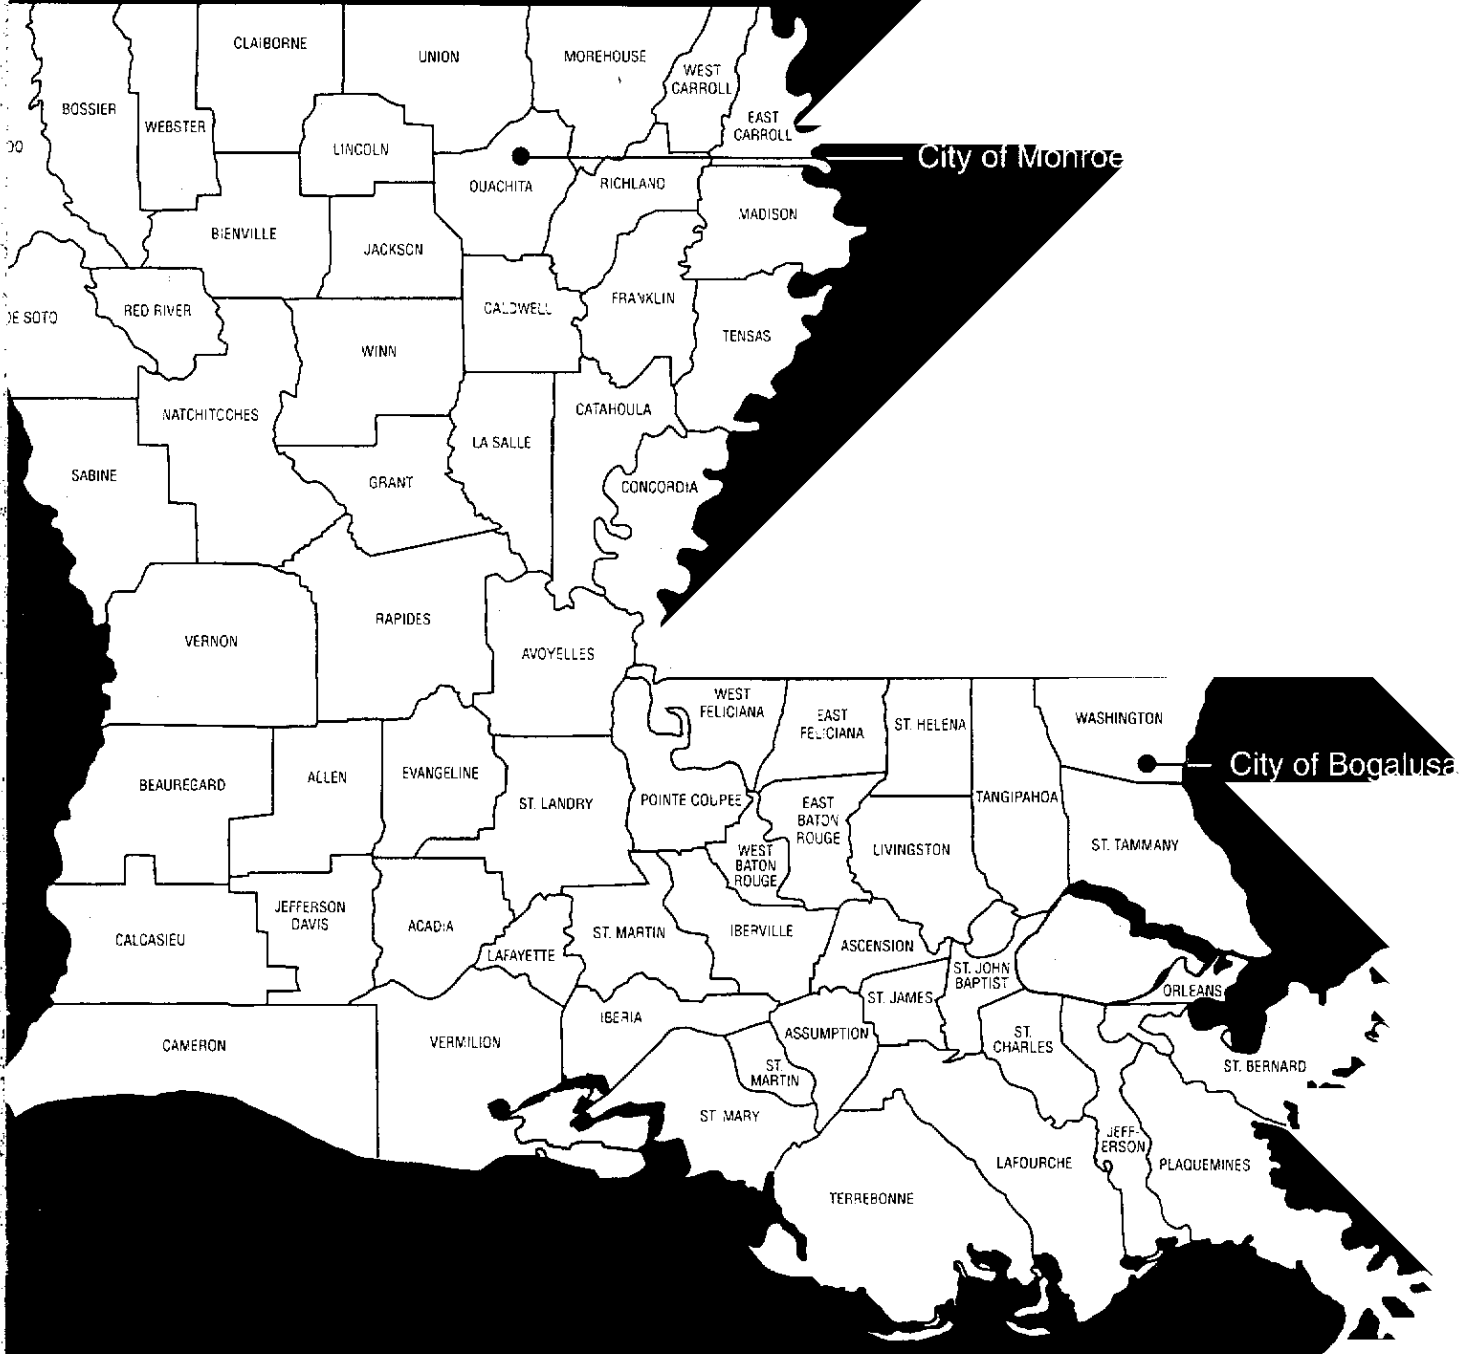 CLAIBORNE
UNION
MOREHOUSE
WEST
CARROLL
BOSSIER
WEBSTER
EAST
CARROLL
LINCOLN
City of Monroe
OUACHITA
RICHLAND
MADISON
BIENVILLE
JACKSON
DE SOTO
RED RIVER
CALDWELL
FRANKLIN
TENSAS
WINN
NATCHITOCHES
CATAHOULA
LA SALLE
SABINE
GRANT
CONCORDIA
RAPIDES
VERNON
AVOYELLES
WEST
FELICIANA
EAST
FELICIANA
ST. HELENA
WASHINGTON
City of Bogalusa
BEAUREGARD
ALLEN
EVANGELINE
ST. LANDRY
POINTE COUPEE
EAST
BATON
ROUGE
TANGIPAHOA
WEST
BATON
ROUGE
LIVINGSTON
ST. TAMMANY
JEFFERSON
DAVIS
CALCASIEU
ACADIA
LAFAYETTE
ST. MARTIN
IBERVILLE
ASCENSION
ST. JOHN
BAPTIST
ST. JAMES
ORLEANS
CAMERON
VERMILION
IBERIA
ASSUMPTION
ST.
CHARLES
ST.
MARTIN
ST. BERNARD
ST. MARY
JEFF-
ERSON
LAFOURCHE
PLAQUEMINES
TERREBONNE